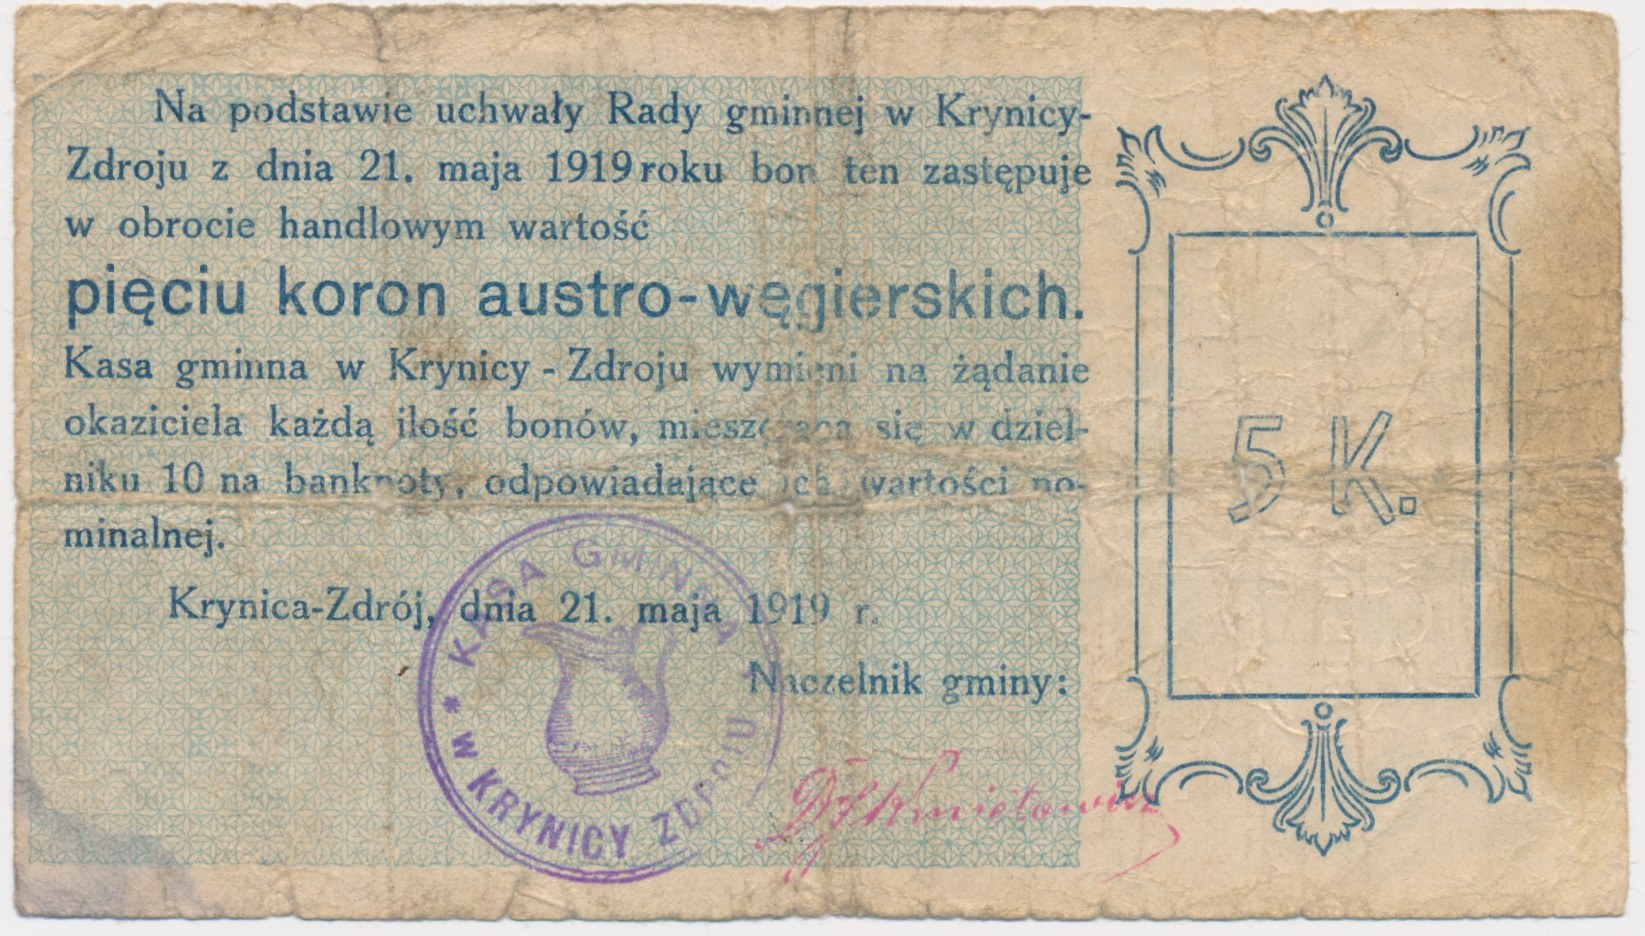 Na podstawie uchwały Rady gminnej w Krynicy-
Zdroju z dnia 21. maja 1919 roku bon ten zastępuje
w obrocie handlowym wartość
pięciu koron austro-węgierskich.
Kasa gminna w Krynicy - Zdroju wymieni na żądanie
okaziciela każdą ilość bonów, mieszcząca się w dziel-
niku 10 na banknoty, odpowiadające ich wartości no-
minalnej.
Krynica-Zdrój, dnia 21. maja 1919 r.
Naczelnik gminy:
5 K.
KASA GMINNA
* w KRYNICY ZDROJU
Dr Kmietowicz